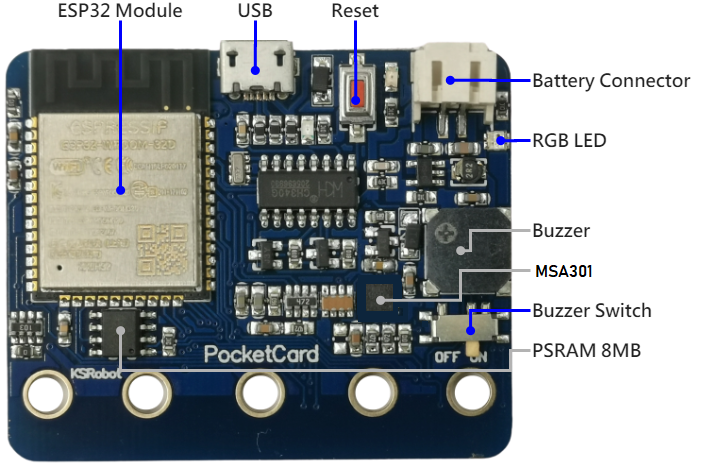 ESP32 Module
USB
Reset
Battery Connector
RGB LED
Buzzer
MSA301
Buzzer Switch
PSRAM 8MB
PocketCard
OFF ON
KSRobot